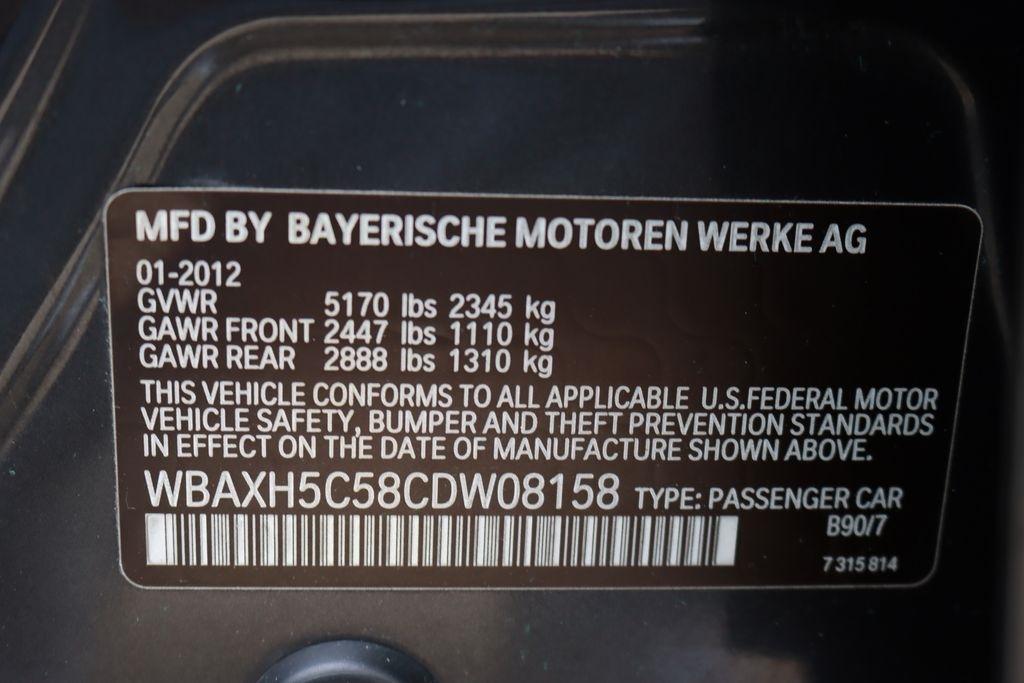 MFD BY BAYERISCHE MOTOREN WERKE AG
01-2012
GVWR 5170 lbs 2345 kg
GAWR FRONT 2447 lbs 1110 kg
GAWR REAR 2888 lbs 1310 kg
THIS VEHICLE CONFORMS TO ALL APPLICABLE U.S.FEDERAL MOTOR
VEHICLE SAFETY, BUMPER AND THEFT PREVENTION STANDARDS
IN EFFECT ON THE DATE OF MANUFACTURE SHOWN ABOVE.
WBAXH5C58CDW08158 TYPE: PASSENGER CAR
B90/7
7 315 814